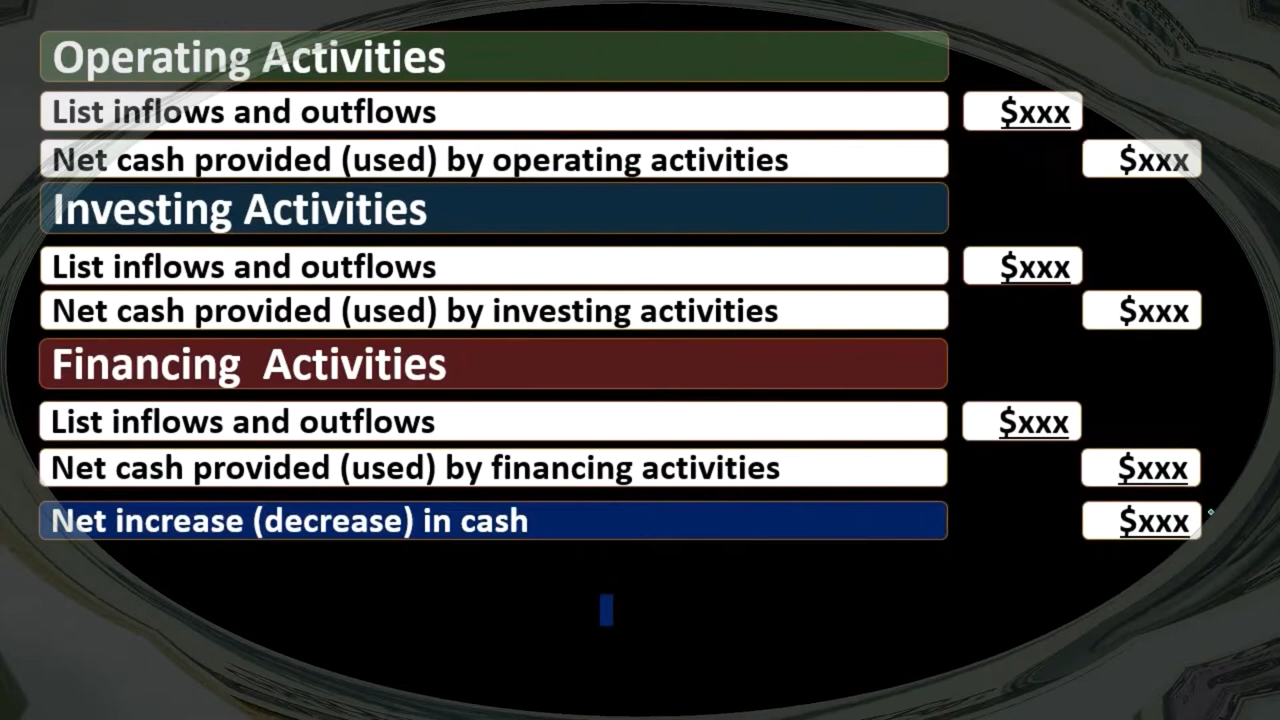 Operating Activities
List inflows and outflows $xxx
Net cash provided (used) by operating activities $xxx
Investing Activities
List inflows and outflows $xxx
Net cash provided (used) by investing activities $xxx
Financing Activities
List inflows and outflows $xxx
Net cash provided (used) by financing activities $xxx
Net increase (decrease) in cash $xxx